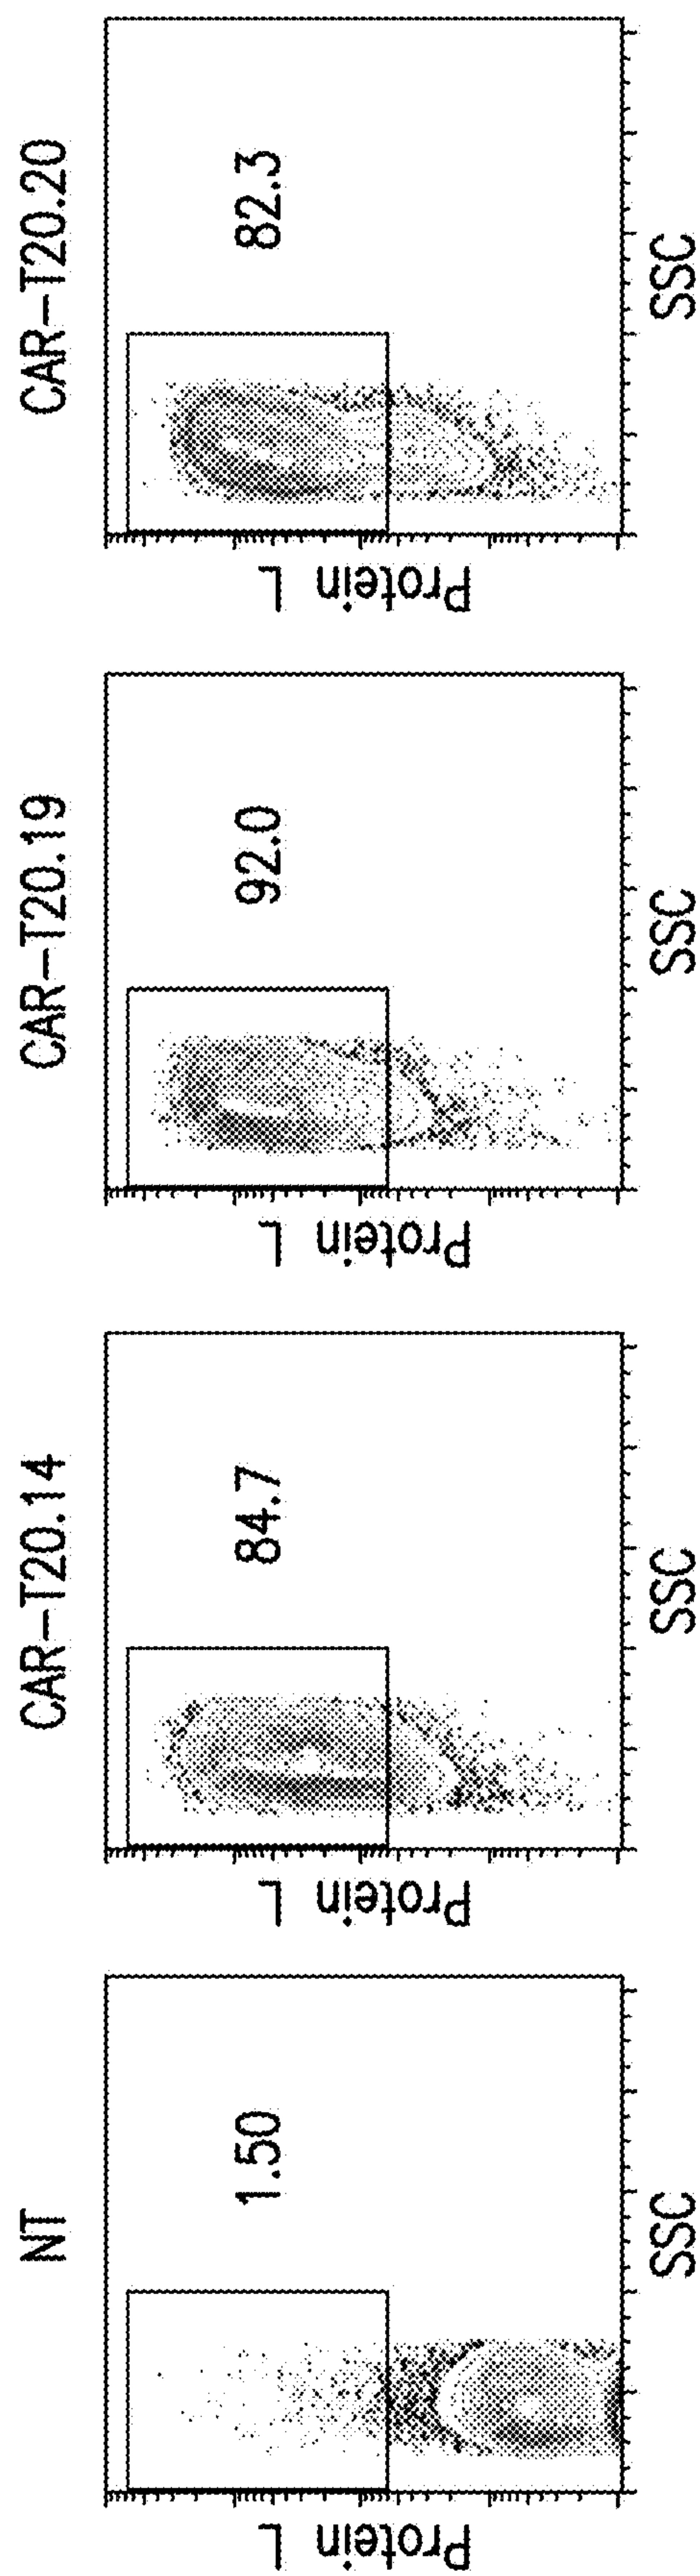 NT
1.50
Protein L
SSC
CAR-T20.14
84.7
Protein L
SSC
CAR-T20.19
92.0
Protein L
SSC
CAR-T20.20
82.3
Protein L
SSC